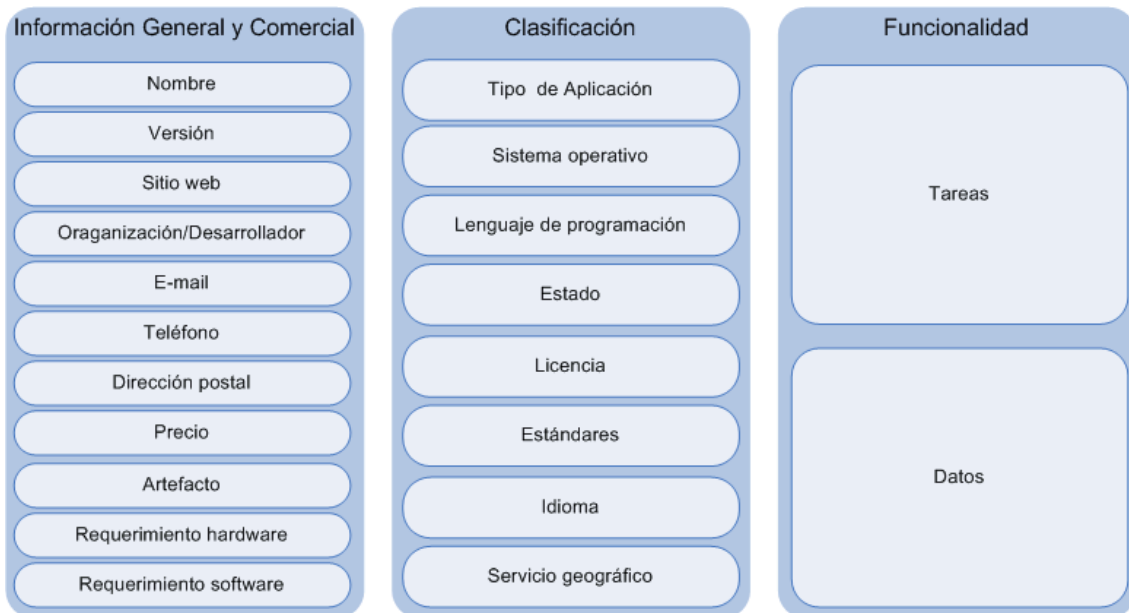 Información General y Comercial
Nombre
Versión
Sitio web
Oraganización/Desarrollador
E-mail
Teléfono
Dirección postal
Precio
Artefacto
Requerimiento hardware
Requerimiento software
Clasificación
Tipo de Aplicación
Sistema operativo
Lenguaje de programación
Estado
Licencia
Estándares
Idioma
Servicio geográfico
Funcionalidad
Tareas
Datos